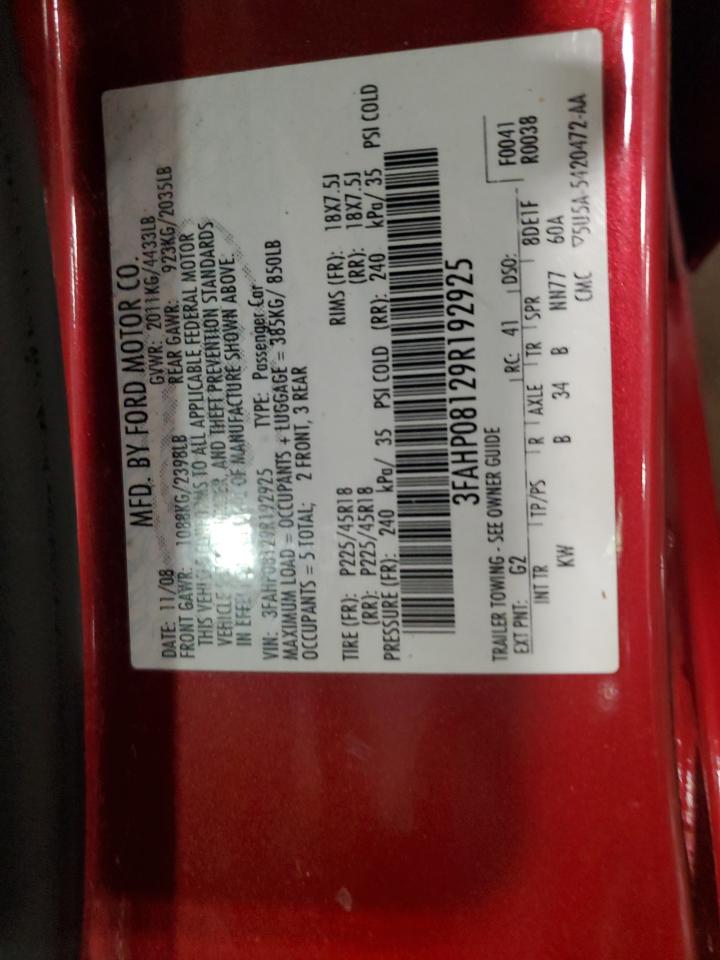 MFD. BY FORD MOTOR CO.
DATE: 11/08 GVWR: 2011KG/4433LB
FRONT GAWR: 1088KG/2398LB REAR GAWR: 923KG/2035LB
THIS VEHICLE CONFORMS TO ALL APPLICABLE FEDERAL MOTOR
VEHICLE AND THEFT PREVENTION STANDARDS
IN EFFECT OF MANUFACTURE SHOWN ABOVE.
VIN: 3FAHP08129R192925 TYPE: Passenger Car
MAXIMUM LOAD = OCCUPANTS + LUGGAGE = 385KG/ 850LB
OCCUPANTS = 5 TOTAL; 2 FRONT, 3 REAR
TIRE (FR): P225/45R18 RIMS (FR): 18X7.5J
(RR): P225/45R18 (RR): 18X7.5J
PRESSURE (FR): 240 kPa/ 35 PSI COLD (RR): 240 kPa/ 35 PSI COLD
3FAHP08129R192925
TRAILER TOWING - SEE OWNER GUIDE F0041
EXT PNT: G2 RC: 41 DSO: R0038
INT TR TP/PS R AXLE TR SPR 8DE1F
KW B 34 B NN77 60A
CMC 5U5A-5420472-AA